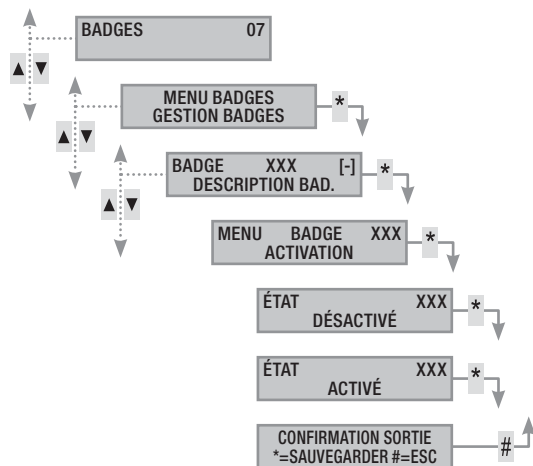 BADGES 07
▲ ▼
MENU BADGES
GESTION BADGES
*
▲ ▼
BADGE XXX [-]
DESCRIPTION BAD.
*
▲ ▼
MENU BADGE XXX
ACTIVATION
*
ÉTAT XXX
DÉSACTIVÉ
*
ÉTAT XXX
ACTIVÉ
*
CONFIRMATION SORTIE
*=SAUVEGARDER #=ESC
#